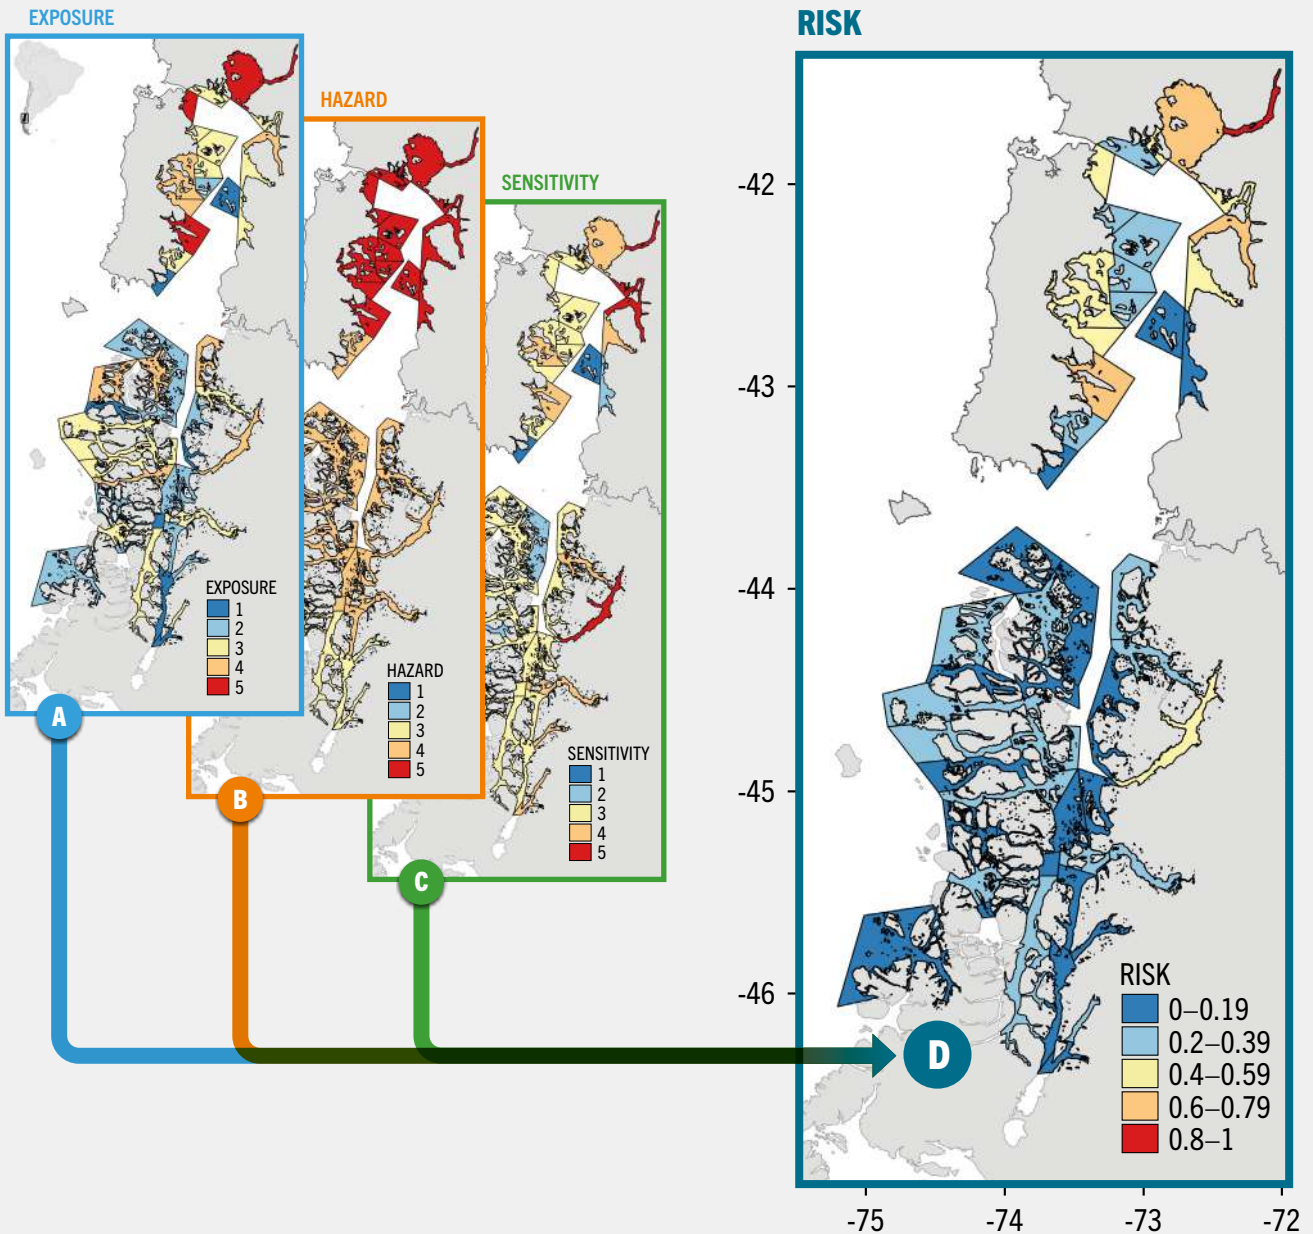 EXPOSURE
RISK
HAZARD
SENSITIVITY
-42
-43
-44
-45
-46
EXPOSURE
1
2
3
4
5
HAZARD
1
2
3
4
5
SENSITIVITY
1
2
3
4
5
A
B
C
D
RISK
0–0.19
0.2–0.39
0.4–0.59
0.6–0.79
0.8–1
-75
-74
-73
-72